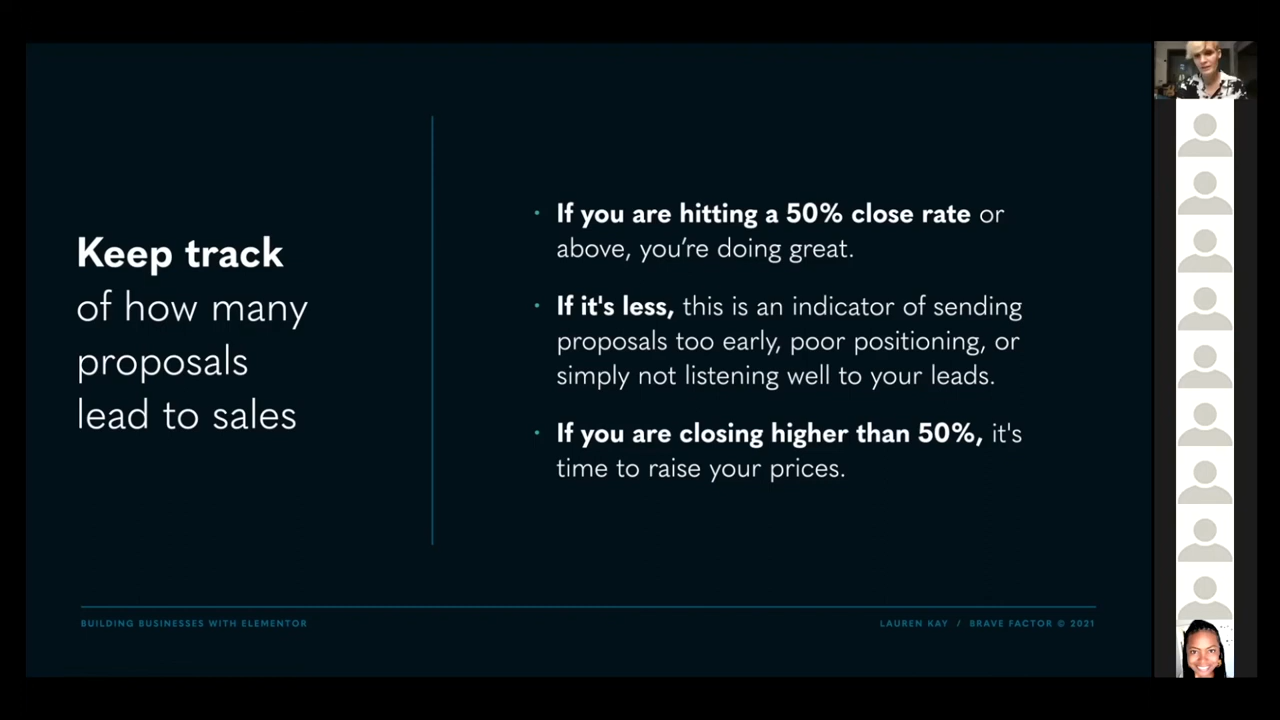 Keep track
of how many
proposals
lead to sales
· If you are hitting a 50% close rate or
above, you’re doing great.
· If it's less, this is an indicator of sending
proposals too early, poor positioning, or
simply not listening well to your leads.
· If you are closing higher than 50%, it's
time to raise your prices.
BUILDING BUSINESSES WITH ELEMENTOR
LAUREN KAY / BRAVE FACTOR © 2021